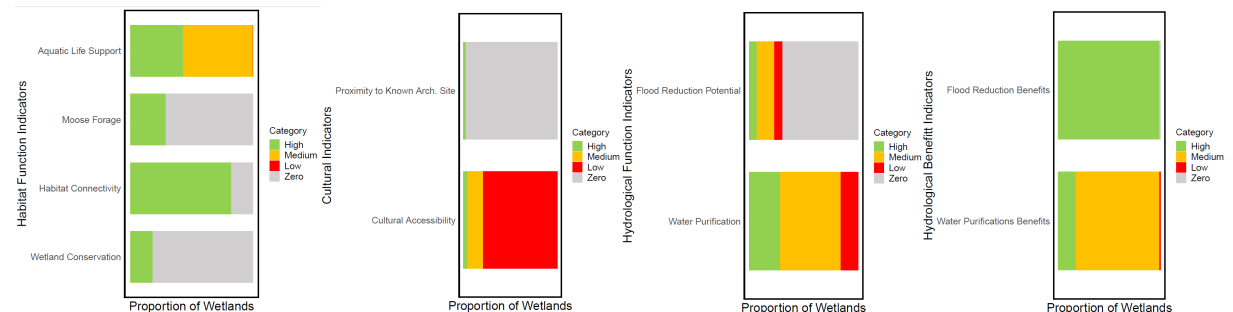 Habitat Function Indicators
Aquatic Life Support
Moose Forage
Habitat Connectivity
Wetland Conservation
Proportion of Wetlands
Category
High
Medium
Low
Zero
Cultural Indicators
Proximity to Known Arch. Site
Cultural Accessibility
Proportion of Wetlands
Category
High
Medium
Low
Zero
Hydrological Function Indicators
Flood Reduction Potential
Water Purification
Proportion of Wetlands
Category
High
Medium
Low
Zero
Hydrological Benefitt Indicators
Flood Reduction Benefits
Water Purifications Benefits
Proportion of Wetlands
Category
High
Medium
Low
Zero